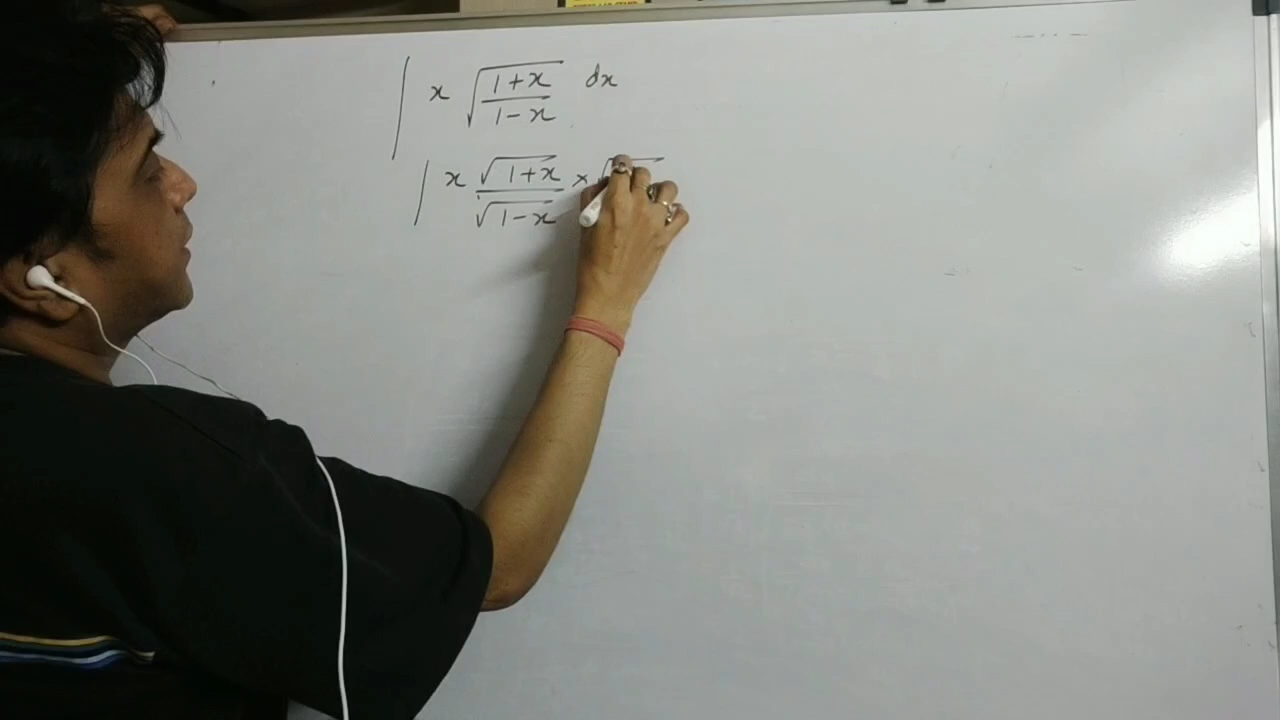 ∫ x √((1+x)/(1-x)) dx
∫ x √(1+x)/√(1-x) × √